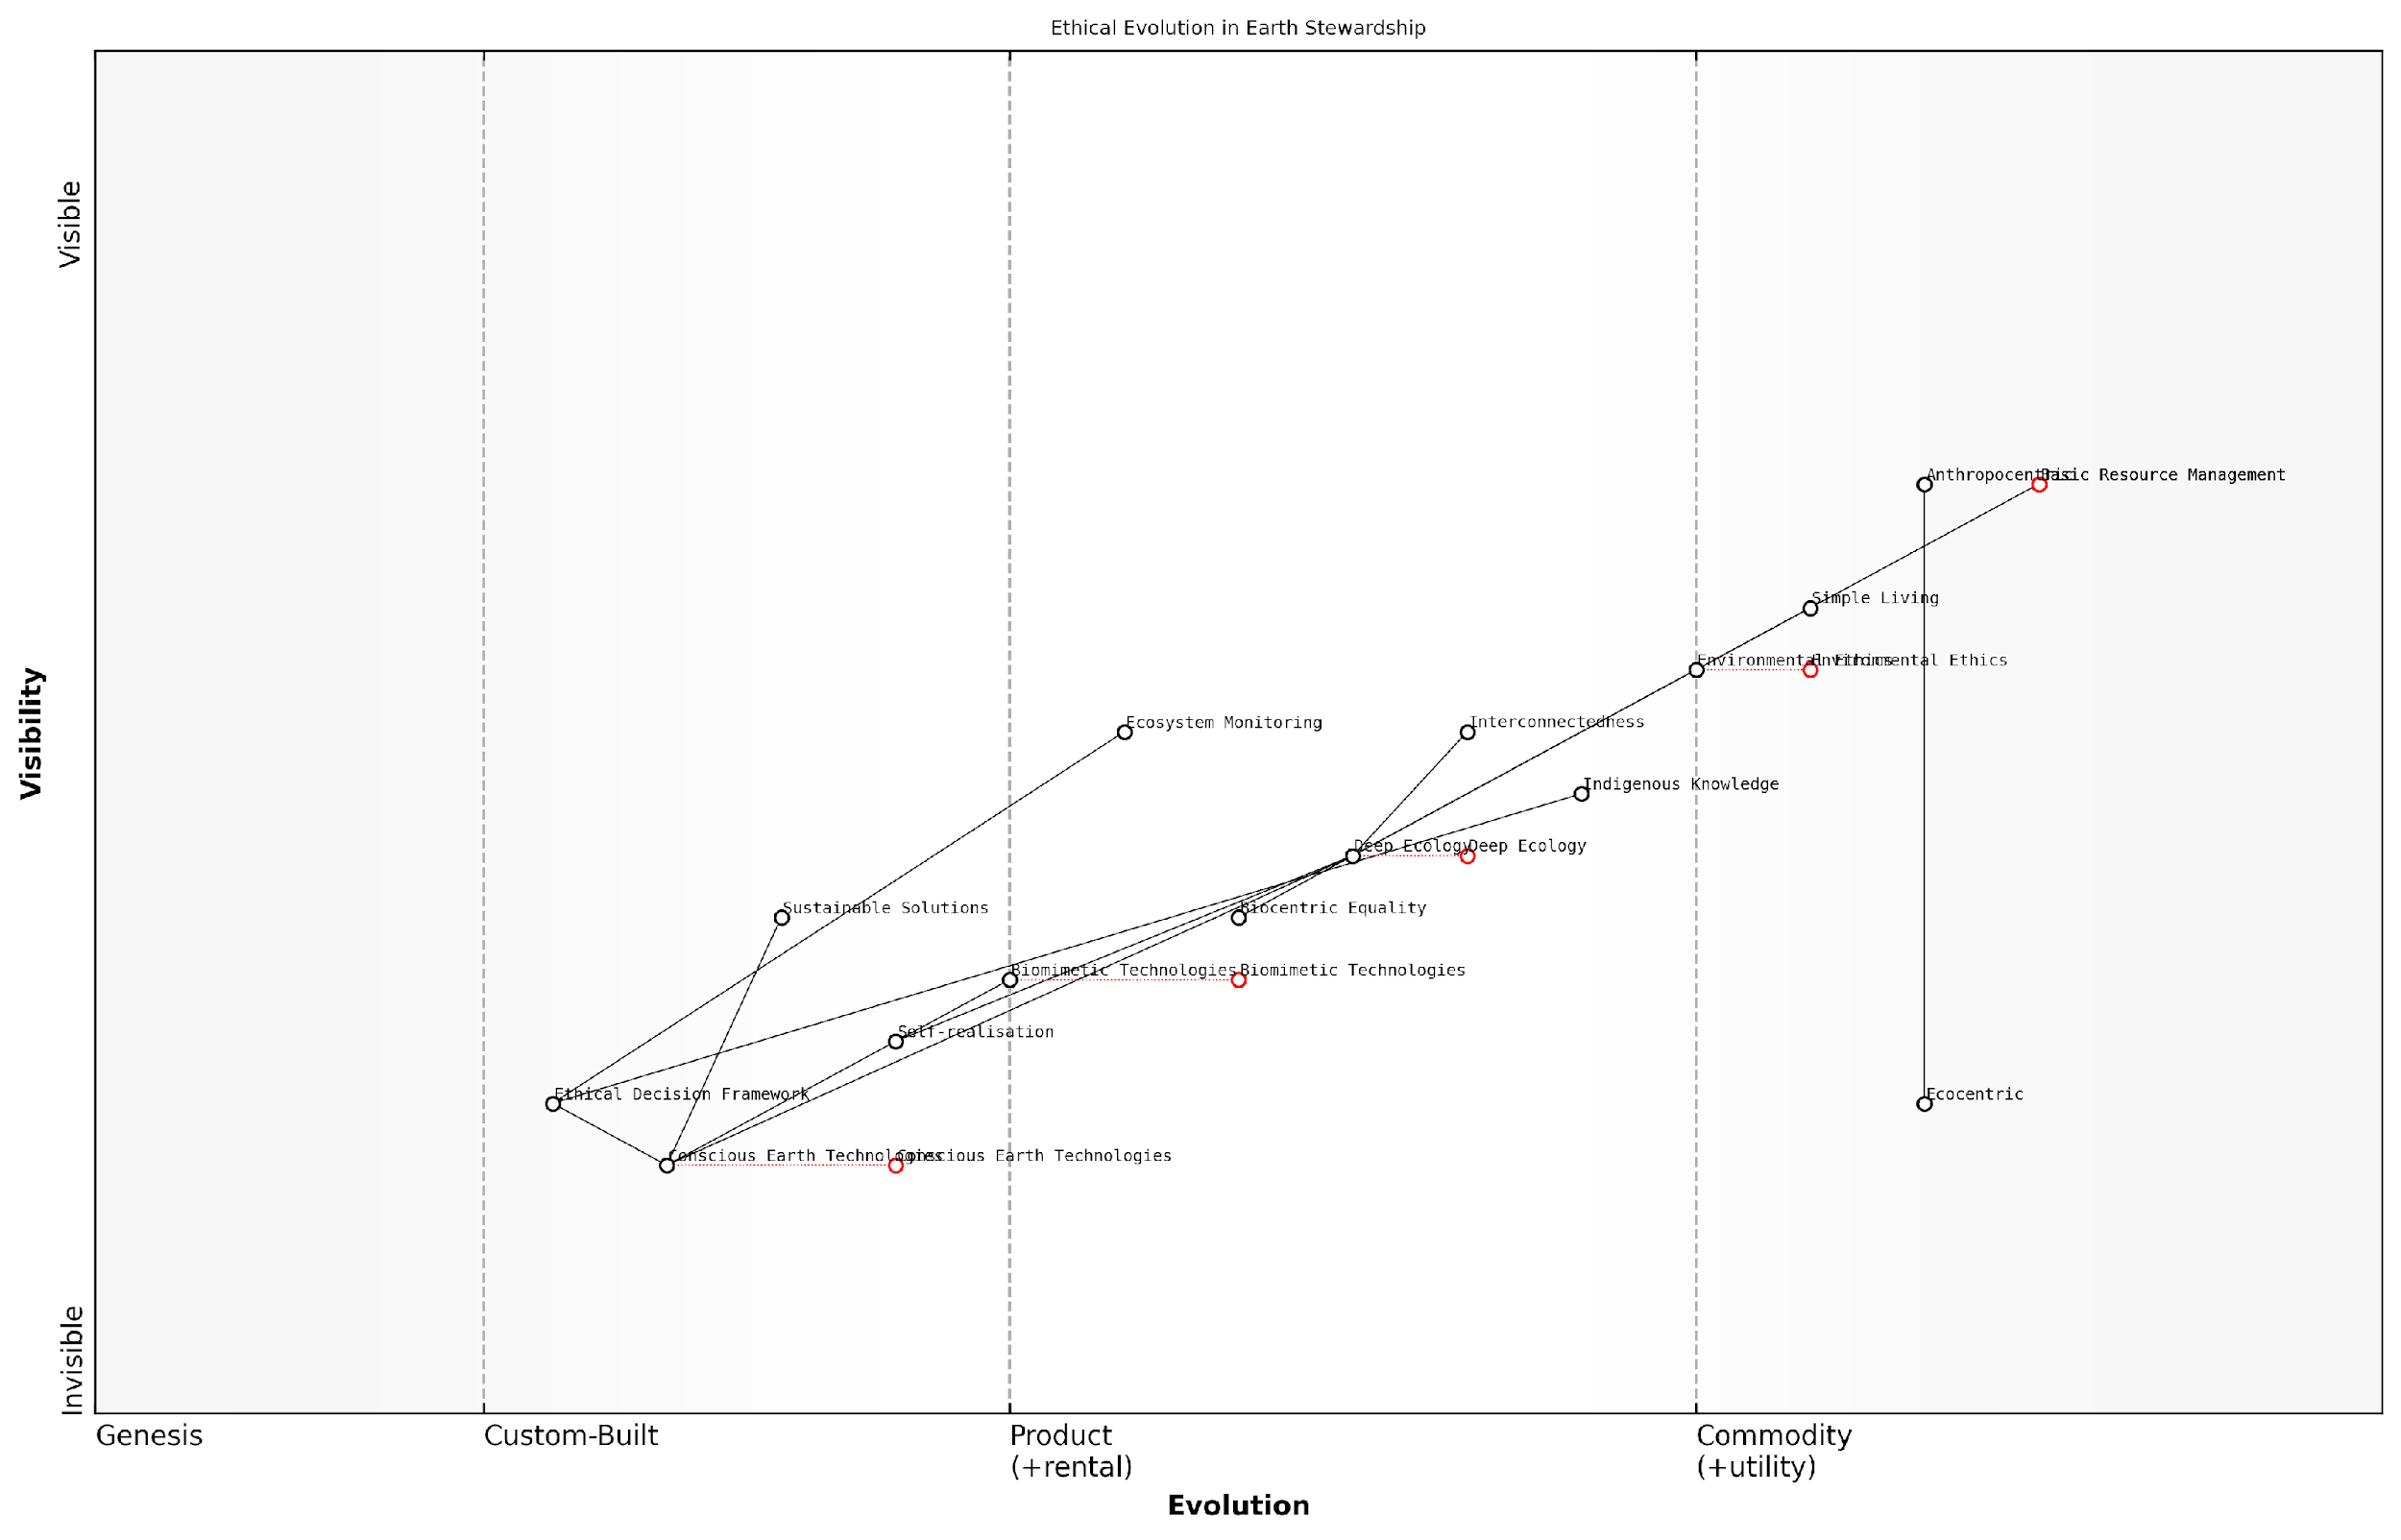 Ethical Evolution in Earth Stewardship
Visible
Visibility
Invisible
Anthropocentric
Basic Resource Management
Simple Living
Environmental Ethics
Environmental Ethics
Ecosystem Monitoring
Interconnectedness
Indigenous Knowledge
Deep Ecology
Deep Ecology
Sustainable Solutions
Biocentric Equality
Biomimetic Technologies
Biomimetic Technologies
Self-realisation
Ethical Decision Framework
Ecocentric
Conscious Earth Technologies
Conscious Earth Technologies
Genesis
Custom-Built
Product
(+rental)
Commodity
(+utility)
Evolution